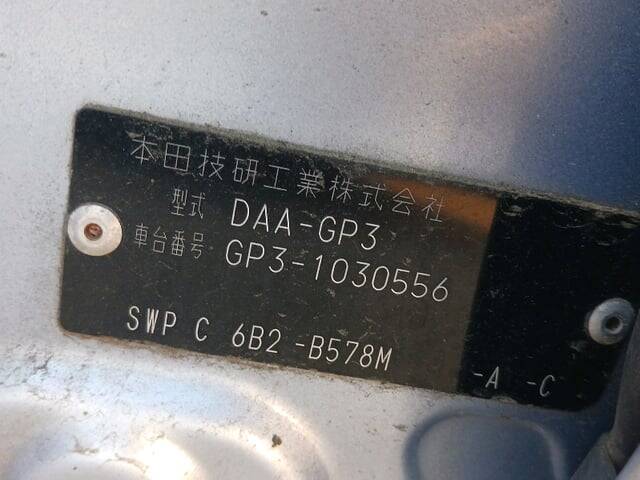 本田技研工業株式会社
型式 DAA-GP3
車台番号 GP3-1030556
SWP C 6B2 -B578M -A -C